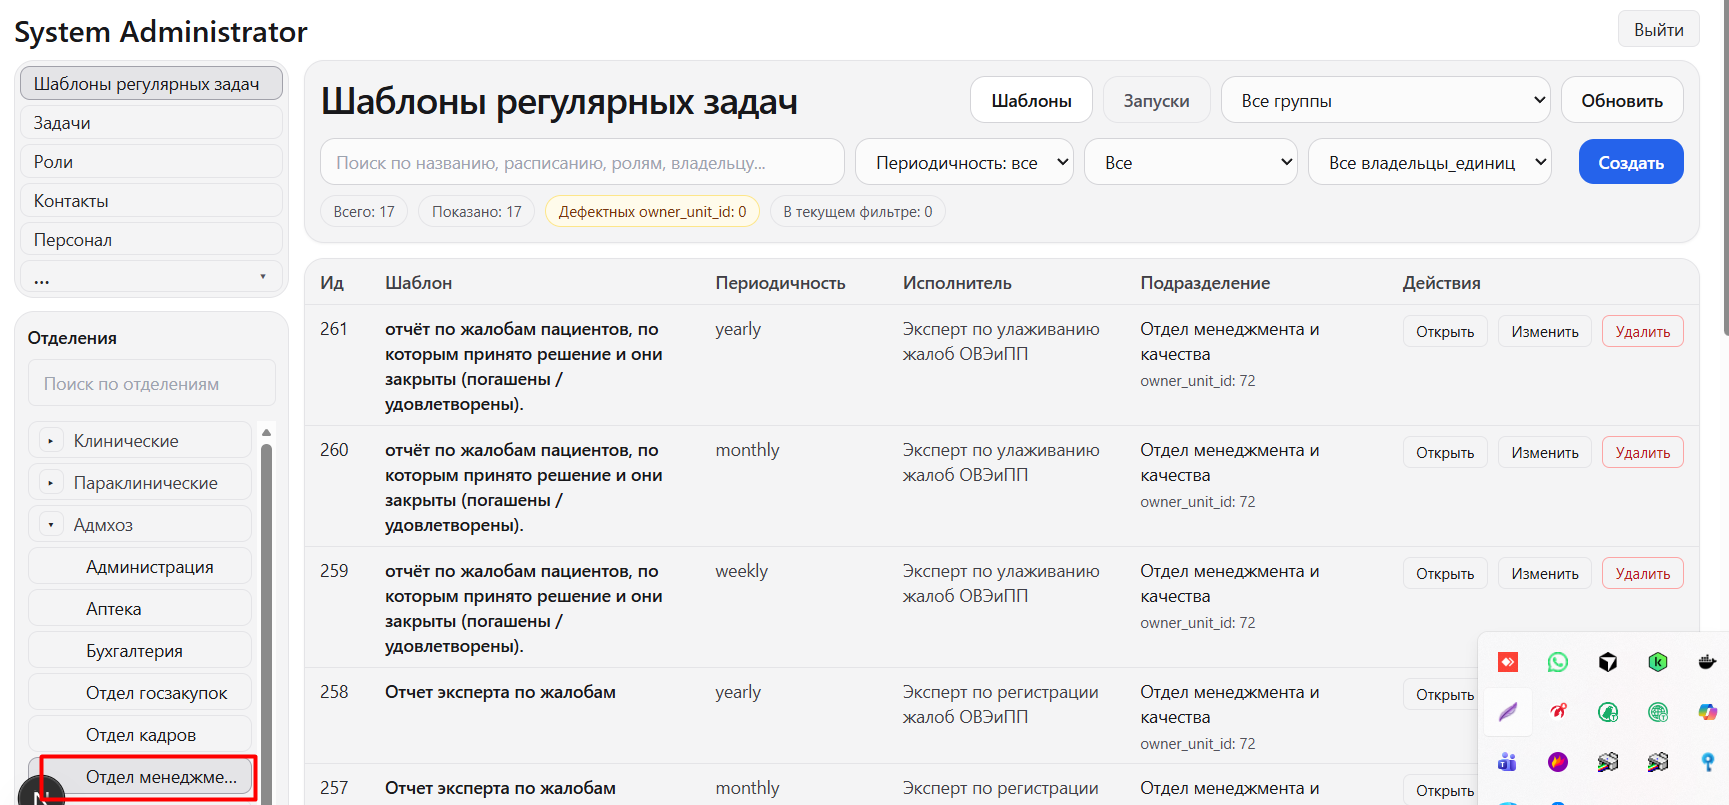 System Administrator
Выйти
Шаблоны регулярных задач
Задачи
Роли
Контакты
Персонал
...
Отделения
Поиск по отделениям
Клинические
Параклинические
Адмхоз
Администрация
Аптека
Бухгалтерия
Отдел госзакупок
Отдел кадров
Отдел менеджме...
Шаблоны регулярных задач
Шаблоны
Запуски
Все группы
Обновить
Поиск по названию, расписанию, ролям, владельцу...
Периодичность: все
Все
Все владельцы_единиц
Создать
Всего: 17
Показано: 17
Дефектных owner_unit_id: 0
В текущем фильтре: 0
Ид Шаблон Периодичность Исполнитель Подразделение Действия
261
отчёт по жалобам пациентов, по
которым принято решение и они
закрыты (погашены /
удовлетворены).
yearly
Эксперт по улаживанию
жалоб ОВЭиПП
Отдел менеджмента и
качества
owner_unit_id: 72
Открыть Изменить Удалить
260
отчёт по жалобам пациентов, по
которым принято решение и они
закрыты (погашены /
удовлетворены).
monthly
Эксперт по улаживанию
жалоб ОВЭиПП
Отдел менеджмента и
качества
owner_unit_id: 72
Открыть Изменить Удалить
259
отчёт по жалобам пациентов, по
которым принято решение и они
закрыты (погашены /
удовлетворены).
weekly
Эксперт по улаживанию
жалоб ОВЭиПП
Отдел менеджмента и
качества
owner_unit_id: 72
Открыть Изменить Удалить
258
Отчет эксперта по жалобам
yearly
Эксперт по регистрации
жалоб ОВЭиПП
Отдел менеджмента и
качества
owner_unit_id: 72
Открыть
257
Отчет эксперта по жалобам
monthly
Эксперт по регистрации
Отдел менеджмента и
Открыть